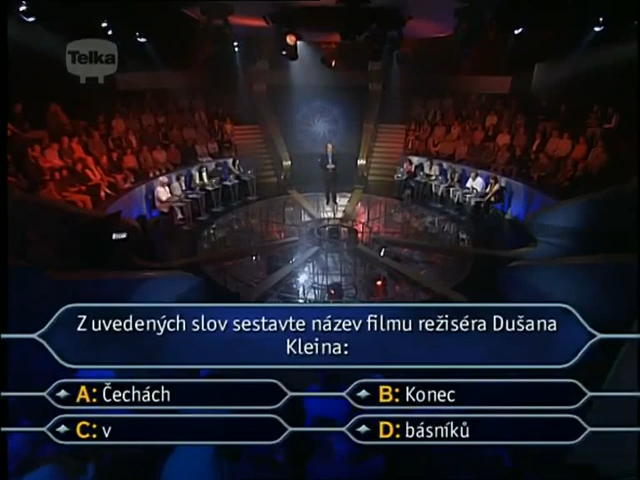 Telka
Z uvedených slov sestavte název filmu režiséra Dušana
Kleina:
A: Čechách
B: Konec
C: v
D: básníků